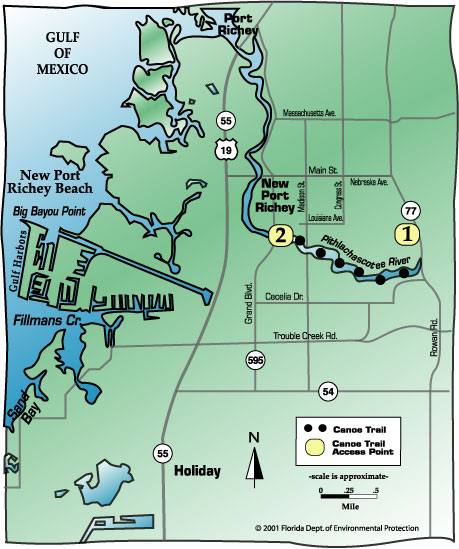 GULF
OF
MEXICO
Port
Richey
55
Massachusetts Ave.
19
Main St.
New Port
Richey Beach
New
Port
Richey
Madison St.
Congress St.
Nebraska Ave.
Louisiana Ave.
77
Big Bayou Point
2
1
Pithlachascotee River
Gulf Harbors
Cecelia Dr.
Grand Blvd.
Fillmans Cr.
Trouble Creek Rd.
Rowan Rd.
595
54
Sand Bay
Canoe Trail
Canoe Trail
Access Point
N
55
Holiday
-scale is approximate-
0 .25 .5
Mile
© 2001 Florida Dept. of Environmental Protection